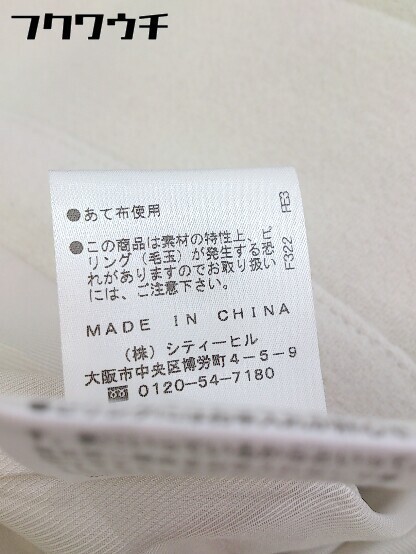 フクワウチ
●あて布使用
●この商品は素材の特性上、ピ
リング（毛玉）が発生する恐
れがありますのでお取り扱い
には、ご注意下さい。
MADE IN CHINA
（株）シティーヒル
大阪市中央区博労町4-5-9
0120-54-7180
F322 FE3